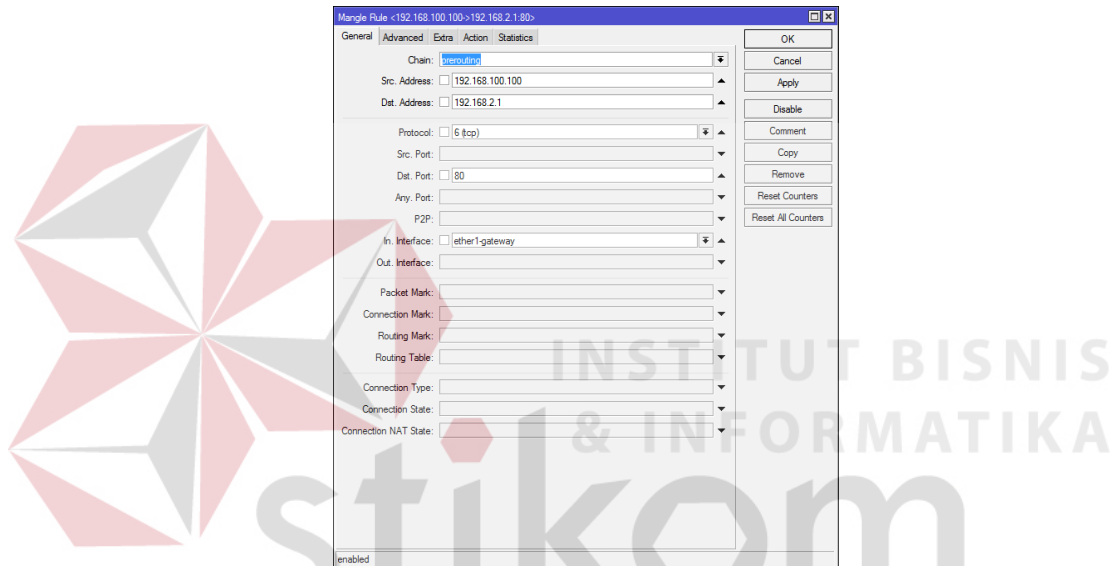 Mangle Rule <192.168.100.100->192.168.2.1:80>
General Advanced Extra Action Statistics
Chain: prerouting
Src. Address: 192.168.100.100
Dst. Address: 192.168.2.1
Protocol: 6 (tcp)
Src. Port:
Dst. Port: 80
Any. Port:
P2P:
In. Interface: ether1-gateway
Out. Interface:
Packet Mark:
Connection Mark:
Routing Mark:
Routing Table:
Connection Type:
Connection State:
Connection NAT State:
enabled
OK
Cancel
Apply
Disable
Comment
Copy
Remove
Reset Counters
Reset All Counters
INSTITUT BISNIS
& INFORMATIKA
stikom